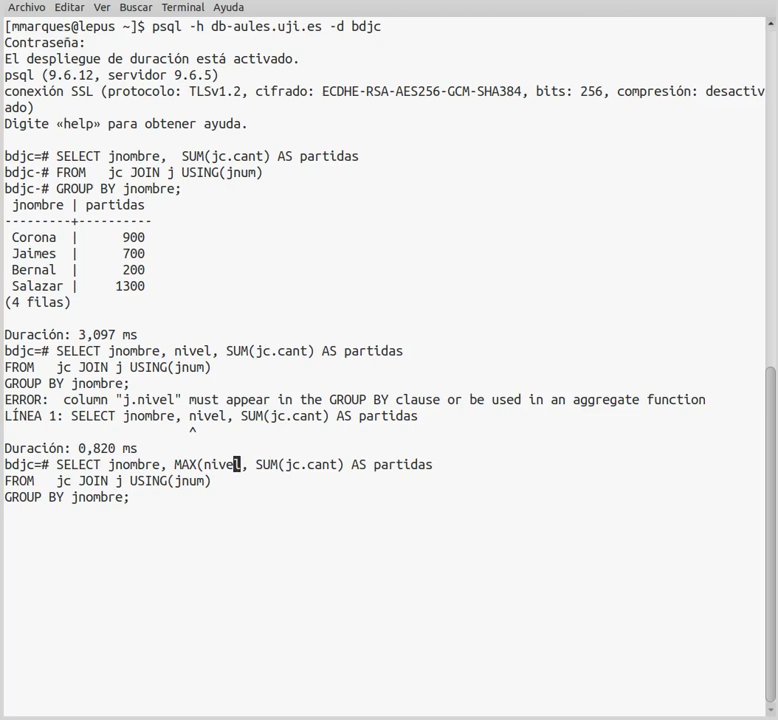 Archivo Editar Ver Buscar Terminal Ayuda
[mmarques@lepus ~]$ psql -h db-aules.uji.es -d bdjc
Contraseña:
El despliegue de duración está activado.
psql (9.6.12, servidor 9.6.5)
conexión SSL (protocolo: TLSv1.2, cifrado: ECDHE-RSA-AES256-GCM-SHA384, bits: 256, compresión: desactiv
ado)
Digite «help» para obtener ayuda.
bdjc=# SELECT jnombre,  SUM(jc.cant) AS partidas
bdjc-# FROM   jc JOIN j USING(jnum)
bdjc-# GROUP BY jnombre;
 jnombre | partidas
---------+----------
 Corona  |      900
 Jaimes  |      700
 Bernal  |      200
 Salazar |     1300
(4 filas)
Duración: 3,097 ms
bdjc=# SELECT jnombre, nivel, SUM(jc.cant) AS partidas
FROM   jc JOIN j USING(jnum)
GROUP BY jnombre;
ERROR:  column "j.nivel" must appear in the GROUP BY clause or be used in an aggregate function
LÍNEA 1: SELECT jnombre, nivel, SUM(jc.cant) AS partidas
                         ^
Duración: 0,820 ms
bdjc=# SELECT jnombre, MAX(nivel, SUM(jc.cant) AS partidas
FROM   jc JOIN j USING(jnum)
GROUP BY jnombre;